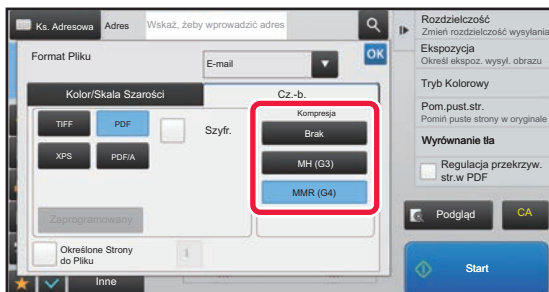 Ks. Adresowa
Adres
Wskaż, żeby wprowadzić adres
Format Pliku
E-mail
OK
Kolor/Skala Szarości
Cz.-b.
TIFF
PDF
Szyfr.
XPS
PDF/A
Zaprogramowany
Określone Strony
do Pliku
1
Kompresja
Brak
MH (G3)
MMR (G4)
Inne
Rozdzielczość
Zmień rozdzielczość wysyłania
Ekspozycja
Określ ekspoz. wysył. obrazu
Tryb Kolorowy
Pom.pust.str.
Pomiń puste strony w oryginale
Wyrównanie tła
Regulacja przekrzyw.
str.w PDF
Podgląd
CA
Start